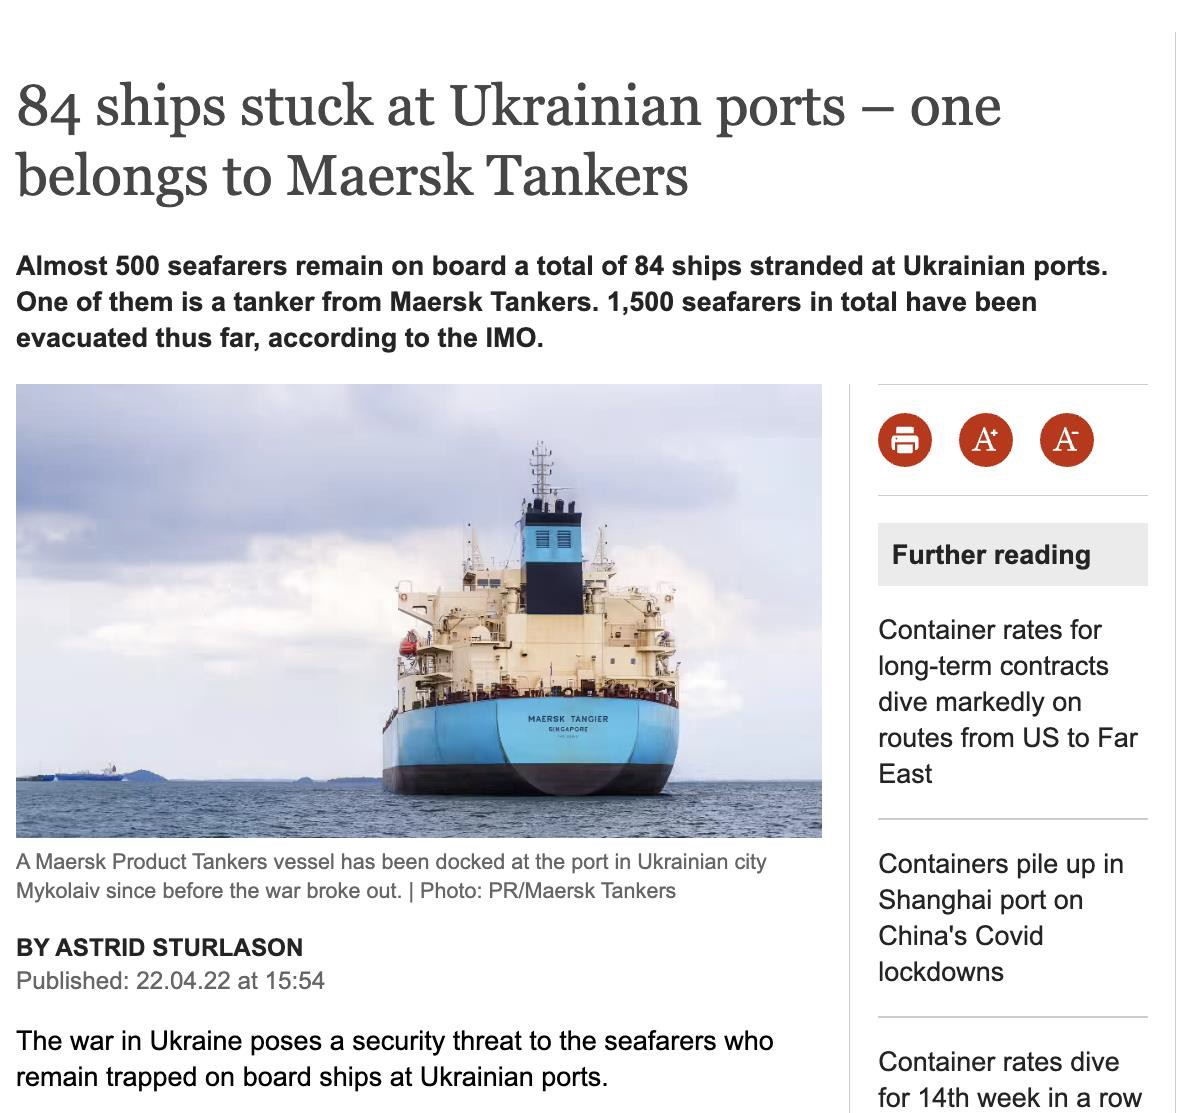 84 ships stuck at Ukrainian ports – one
belongs to Maersk Tankers
Almost 500 seafarers remain on board a total of 84 ships stranded at Ukrainian ports.
One of them is a tanker from Maersk Tankers. 1,500 seafarers in total have been
evacuated thus far, according to the IMO.
MAERSK TANGIER
SINGAPORE
A Maersk Product Tankers vessel has been docked at the port in Ukrainian city
Mykolaiv since before the war broke out. | Photo: PR/Maersk Tankers
BY ASTRID STURLASON
Published: 22.04.22 at 15:54
The war in Ukraine poses a security threat to the seafarers who
remain trapped on board ships at Ukrainian ports.
A+
A-
Further reading
Container rates for
long-term contracts
dive markedly on
routes from US to Far
East
Containers pile up in
Shanghai port on
China's Covid
lockdowns
Container rates dive
for 14th week in a row